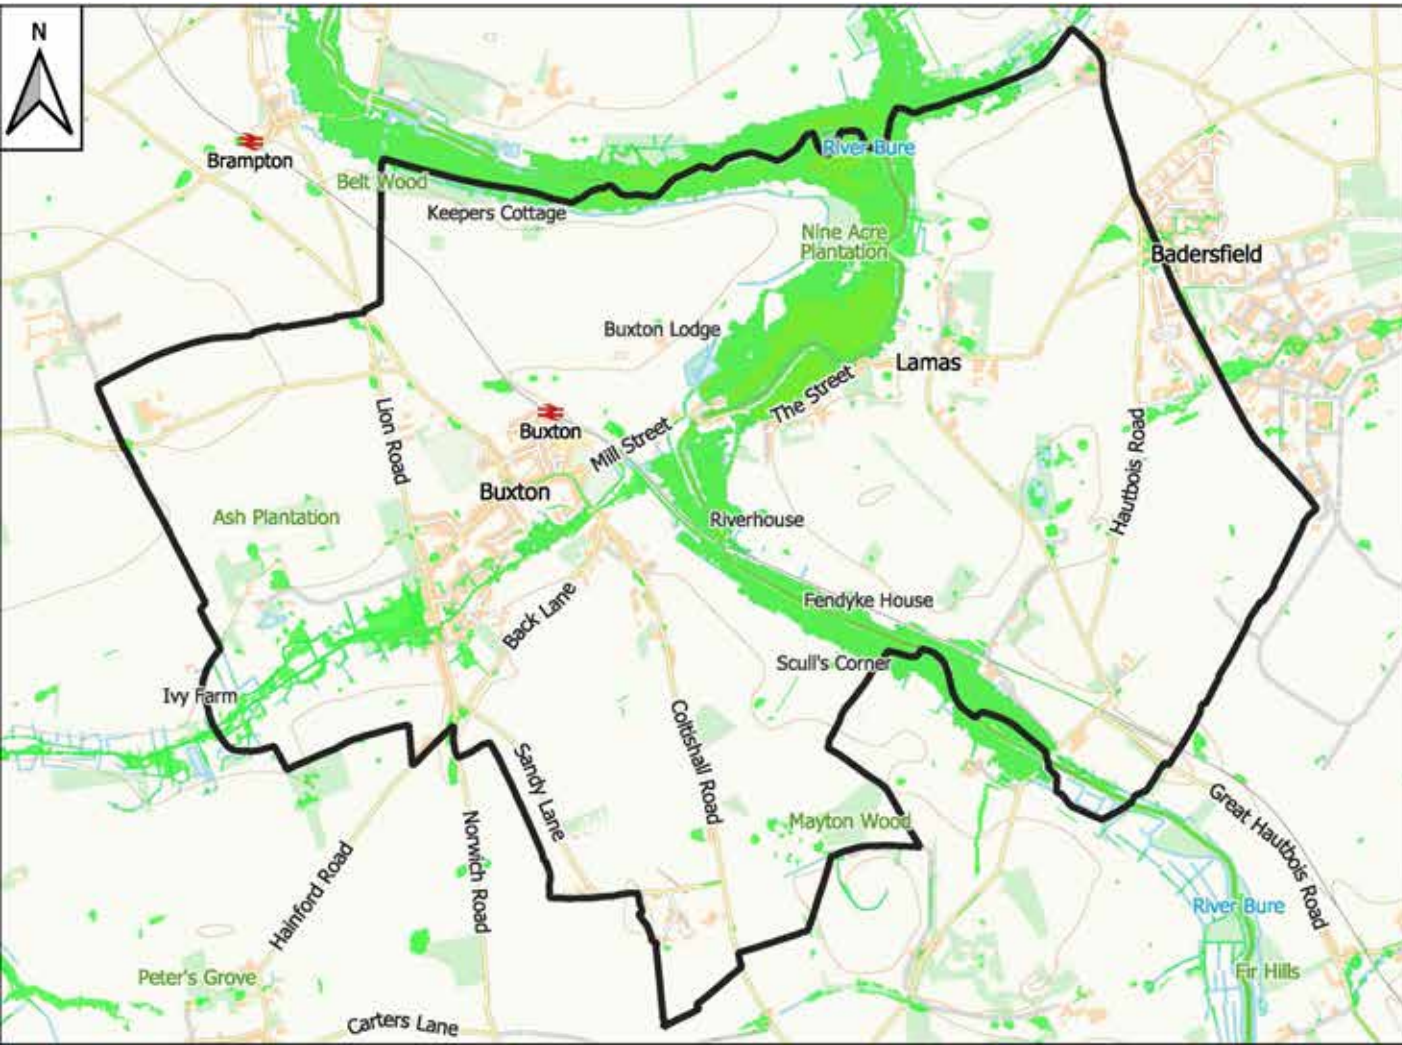 N
Brampton
River Bure
Belt Wood
Keepers Cottage
Nine Acre
Plantation
Badersfield
Buxton Lodge
Lamas
The Street
Lion Road
Buxton
Mill Street
Buxton
Hautbois Road
Ash Plantation
Riverhouse
Back Lane
Fendyke House
Scull's Corner
Ivy Farm
Coltishall Road
Sandy Lane
Mayton Wood
Great Hautbois Road
Norwich Road
Hainford Road
River Bure
Peter's Grove
Fir Hills
Carters Lane